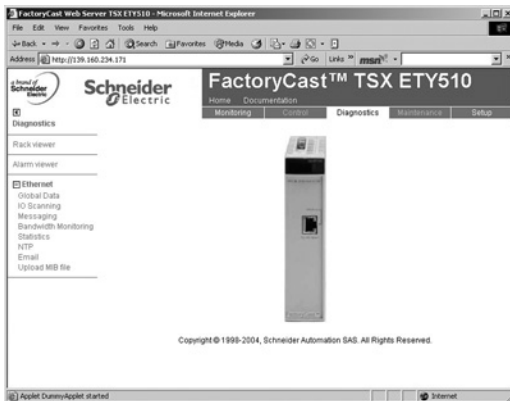 FactoryCast Web Server TSX ETY510 - Microsoft Internet Explorer
File Edit View Favorites Tools Help
Back Search Favorites Media
Address http://139.160.234.171 Go Links msn
a brand of
Schneider
Electric
Schneider
Electric
FactoryCast™ TSX ETY510
Home Documentation
Monitoring Control Diagnostics Maintenance Setup
Diagnostics
Rack viewer
Alarm viewer
Ethernet
Global Data
IO Scanning
Messaging
Bandwidth Monitoring
Statistics
NTP
Email
Upload MIB file
Copyright © 1998-2004, Schneider Automation SAS. All Rights Reserved.
Applet DummyApplet started Internet